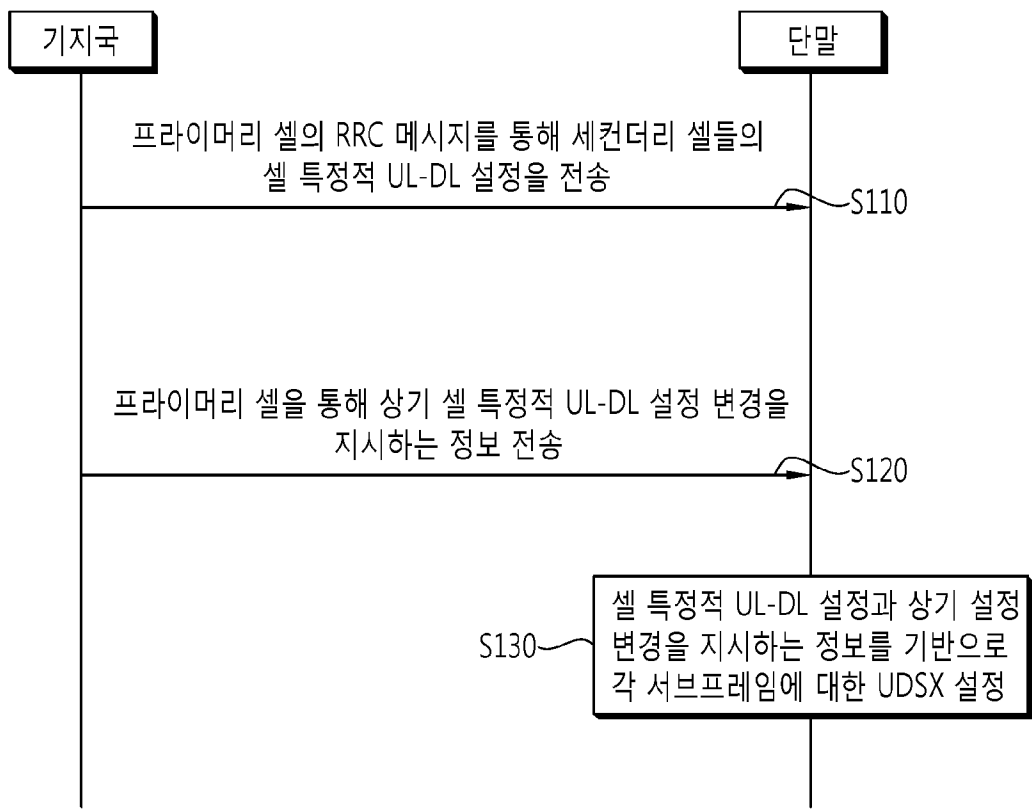 기지국
단말
프라이머리 셀의 RRC 메시지를 통해 세컨더리 셀들의
셀 특정적 UL-DL 설정을 전송
S110
프라이머리 셀을 통해 상기 셀 특정적 UL-DL 설정 변경을
지시하는 정보 전송
S120
셀 특정적 UL-DL 설정과 상기 설정
변경을 지시하는 정보를 기반으로
각 서브프레임에 대한 UDSX 설정
S130